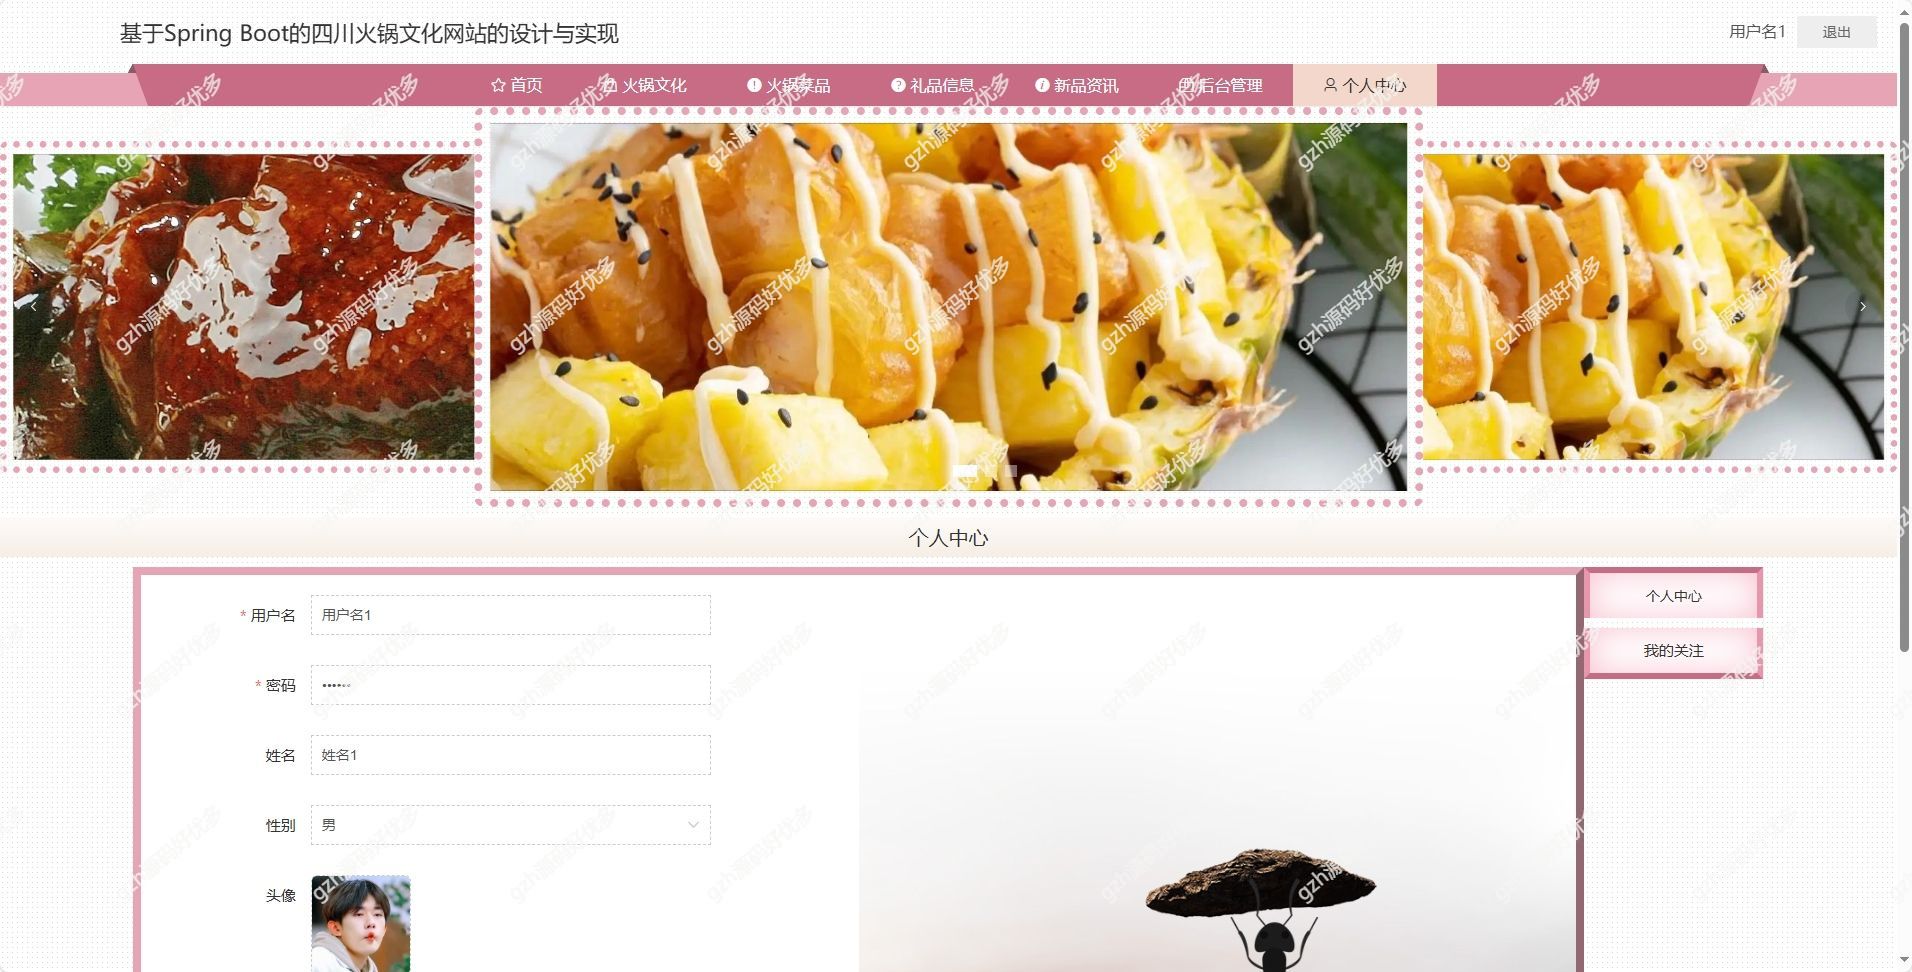 基于Spring Boot的四川火锅文化网站的设计与实现
用户名1 退出
首页 火锅文化 火锅菜品 礼品信息 新品资讯 后台管理 个人中心
gzh源码好优多
个人中心
* 用户名 用户名1
* 密码 ••••••
姓名 姓名1
性别 男
头像
个人中心
我的关注